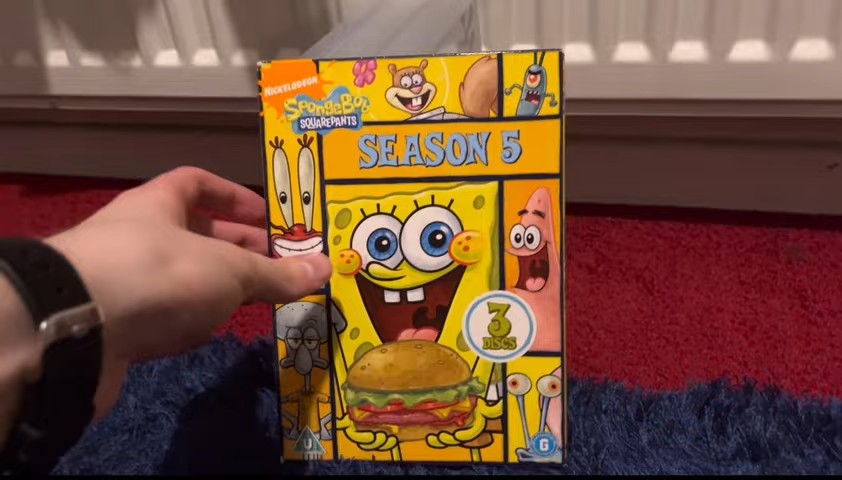 NICKELODEON
SPONGEBOB
SQUAREPANTS
SEASON 5
3
DISCS
U
G